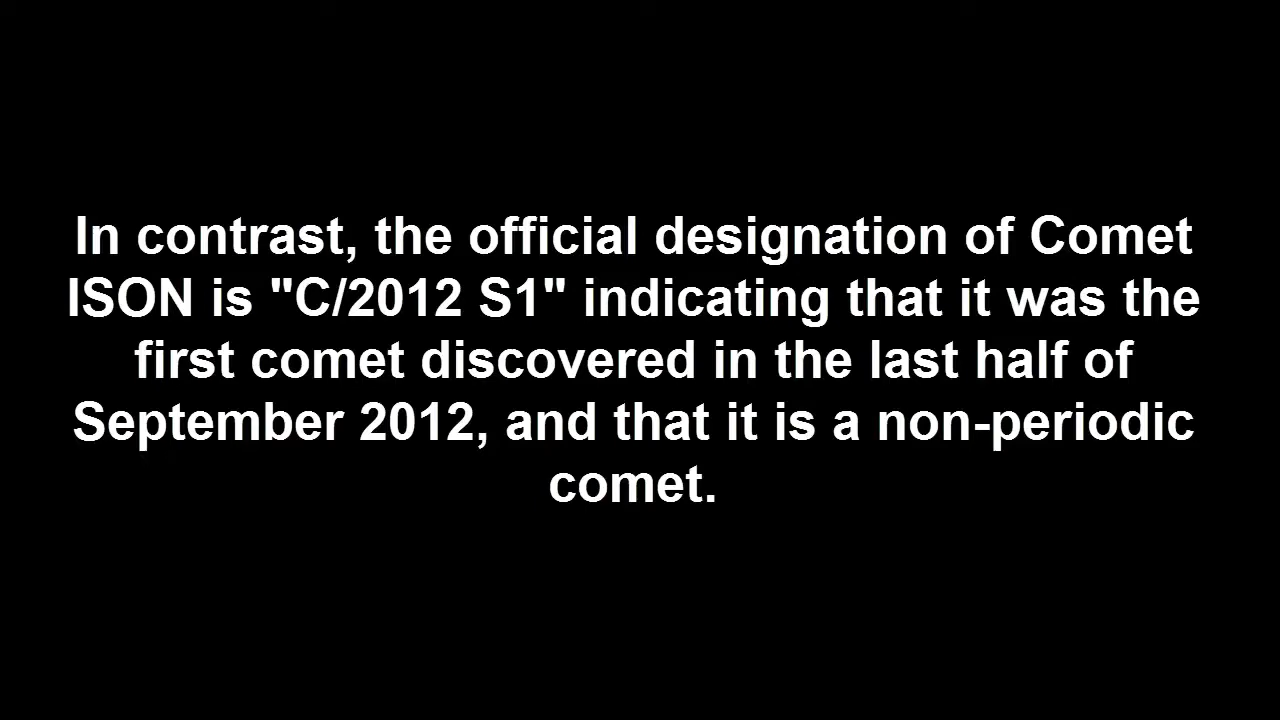 In contrast, the official designation of Comet
ISON is "C/2012 S1" indicating that it was the
first comet discovered in the last half of
September 2012, and that it is a non-periodic
comet.